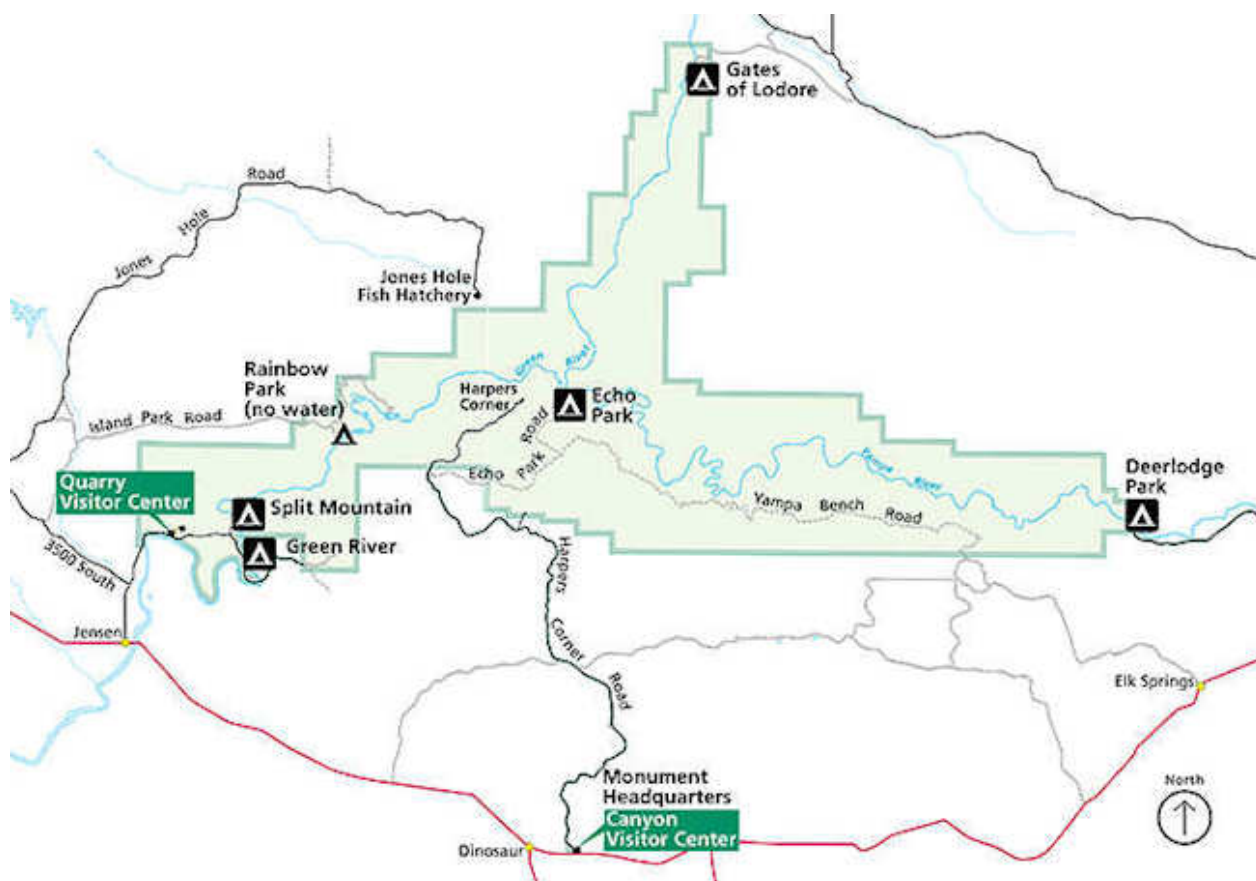 Gates
of Lodore
Road
Hole
Jones
Jones Hole
Fish Hatchery
Green
River
Rainbow
Park
(no water)
Harpers
Corner
Echo
Park
Island Park Road
Echo Park
Road
Yampa
River
Deerlodge
Park
Quarry
Visitor Center
Split Mountain
Yampa Bench Road
Green River
3500 South
Harpers
Corner
Road
Jensen
Elk Springs
Monument
Headquarters
Canyon
Visitor Center
Dinosaur
North